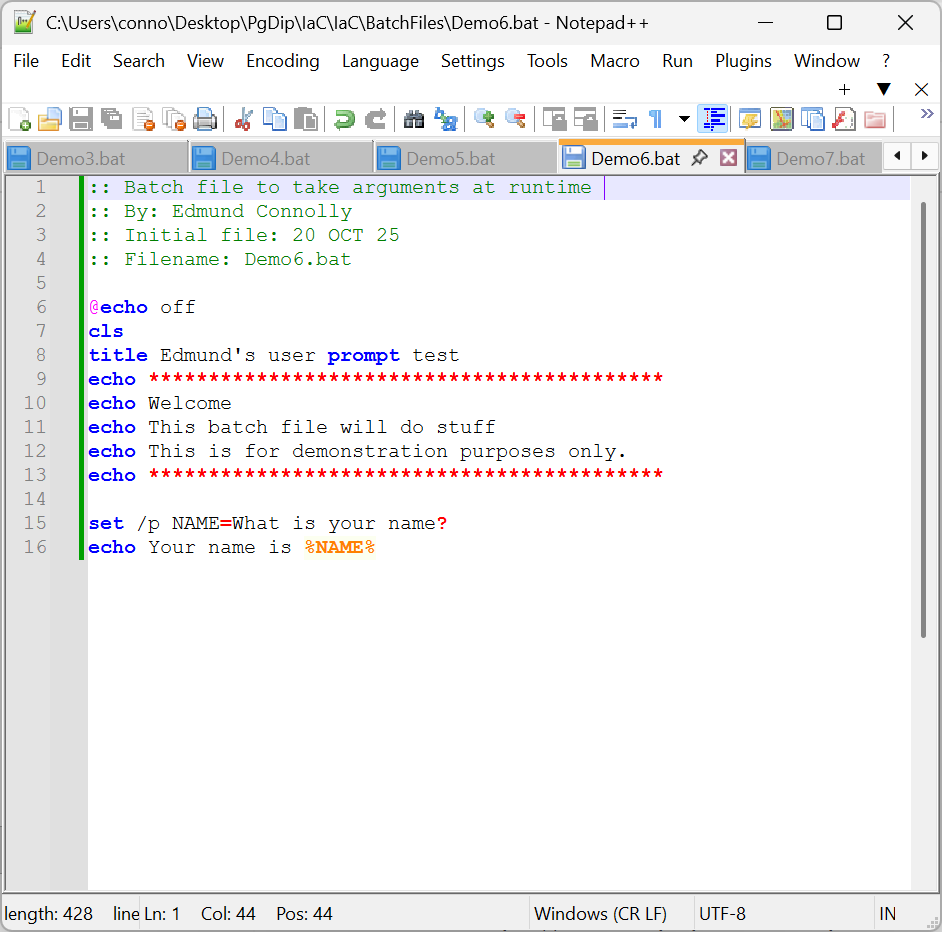 C:\Users\conno\Desktop\PgDip\IaC\IaC\BatchFiles\Demo6.bat - Notepad++
File Edit Search View Encoding Language Settings Tools Macro Run Plugins Window ?
Demo3.bat Demo4.bat Demo5.bat Demo6.bat Demo7.bat
1 :: Batch file to take arguments at runtime
2 :: By: Edmund Connolly
3 :: Initial file: 20 OCT 25
4 :: Filename: Demo6.bat
5
6 @echo off
7 cls
8 title Edmund's user prompt test
9 echo *******************************************
10 echo Welcome
11 echo This batch file will do stuff
12 echo This is for demonstration purposes only.
13 echo *******************************************
14
15 set /p NAME=What is your name?
16 echo Your name is %NAME%
length: 428 line Ln: 1 Col: 44 Pos: 44 Windows (CR LF) UTF-8 IN